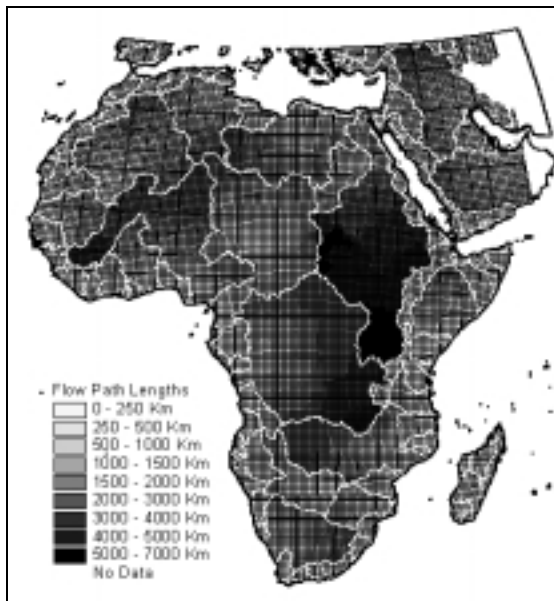 Flow Path Lengths
0 - 250 Km
250 - 500 Km
500 - 1000 Km
1000 - 1500 Km
1500 - 2000 Km
2000 - 3000 Km
3000 - 4000 Km
4000 - 5000 Km
5000 - 7000 Km
No Data